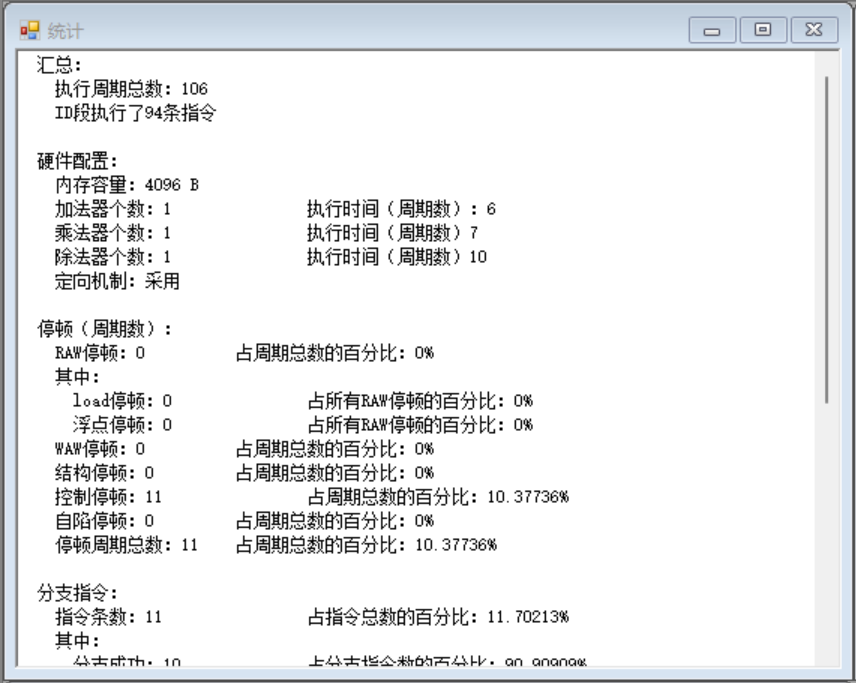 统计
汇总:
执行周期总数: 106
ID段执行了94条指令
硬件配置:
内存容量: 4096 B
加法器个数: 1 执行时间（周期数）: 6
乘法器个数: 1 执行时间（周期数）7
除法器个数: 1 执行时间（周期数）10
定向机制: 采用
停顿（周期数）:
RAW停顿: 0 占周期总数的百分比: 0%
其中:
load停顿: 0 占所有RAW停顿的百分比: 0%
浮点停顿: 0 占所有RAW停顿的百分比: 0%
WAW停顿: 0 占周期总数的百分比: 0%
结构停顿: 0 占周期总数的百分比: 0%
控制停顿: 11 占周期总数的百分比: 10.37736%
自陷停顿: 0 占周期总数的百分比: 0%
停顿周期总数: 11 占周期总数的百分比: 10.37736%
分支指令:
指令条数: 11 占指令总数的百分比: 11.70213%
其中:
分支成功: 10 占分支指令数的百分比: 90.90909%